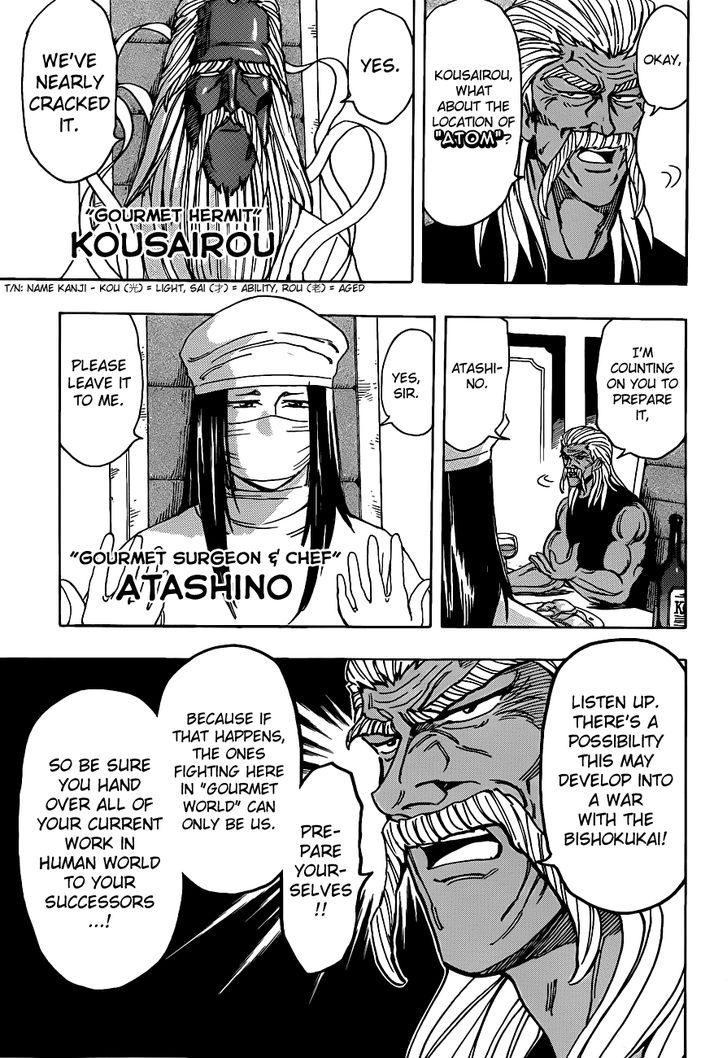 OKAY,
KOUSAIROU,
WHAT
ABOUT THE
LOCATION OF
"ATOM"?
YES.
WE'VE
NEARLY
CRACKED
IT.
"GOURMET HERMIT"
KOUSAIROU
T/N: NAME KANJI - KOU (光) = LIGHT, SAI (才) = ABILITY, ROU (老) = AGED
I'M
COUNTING
ON YOU TO
PREPARE
IT,
ATASHI-
NO.
YES,
SIR.
PLEASE
LEAVE IT
TO ME.
"GOURMET SURGEON & CHEF"
ATASHINO
K
LISTEN UP.
THERE'S A
POSSIBILITY
THIS MAY
DEVELOP INTO
A WAR
WITH THE
BISHOKUKAI!
PRE-
PARE
YOUR-
SELVES
!!
BECAUSE IF
THAT HAPPENS,
THE ONES
FIGHTING HERE
IN "GOURMET
WORLD" CAN
ONLY BE US.
SO BE SURE
YOU HAND
OVER ALL OF
YOUR CURRENT
WORK IN
HUMAN WORLD
TO YOUR
SUCCESSORS
...!